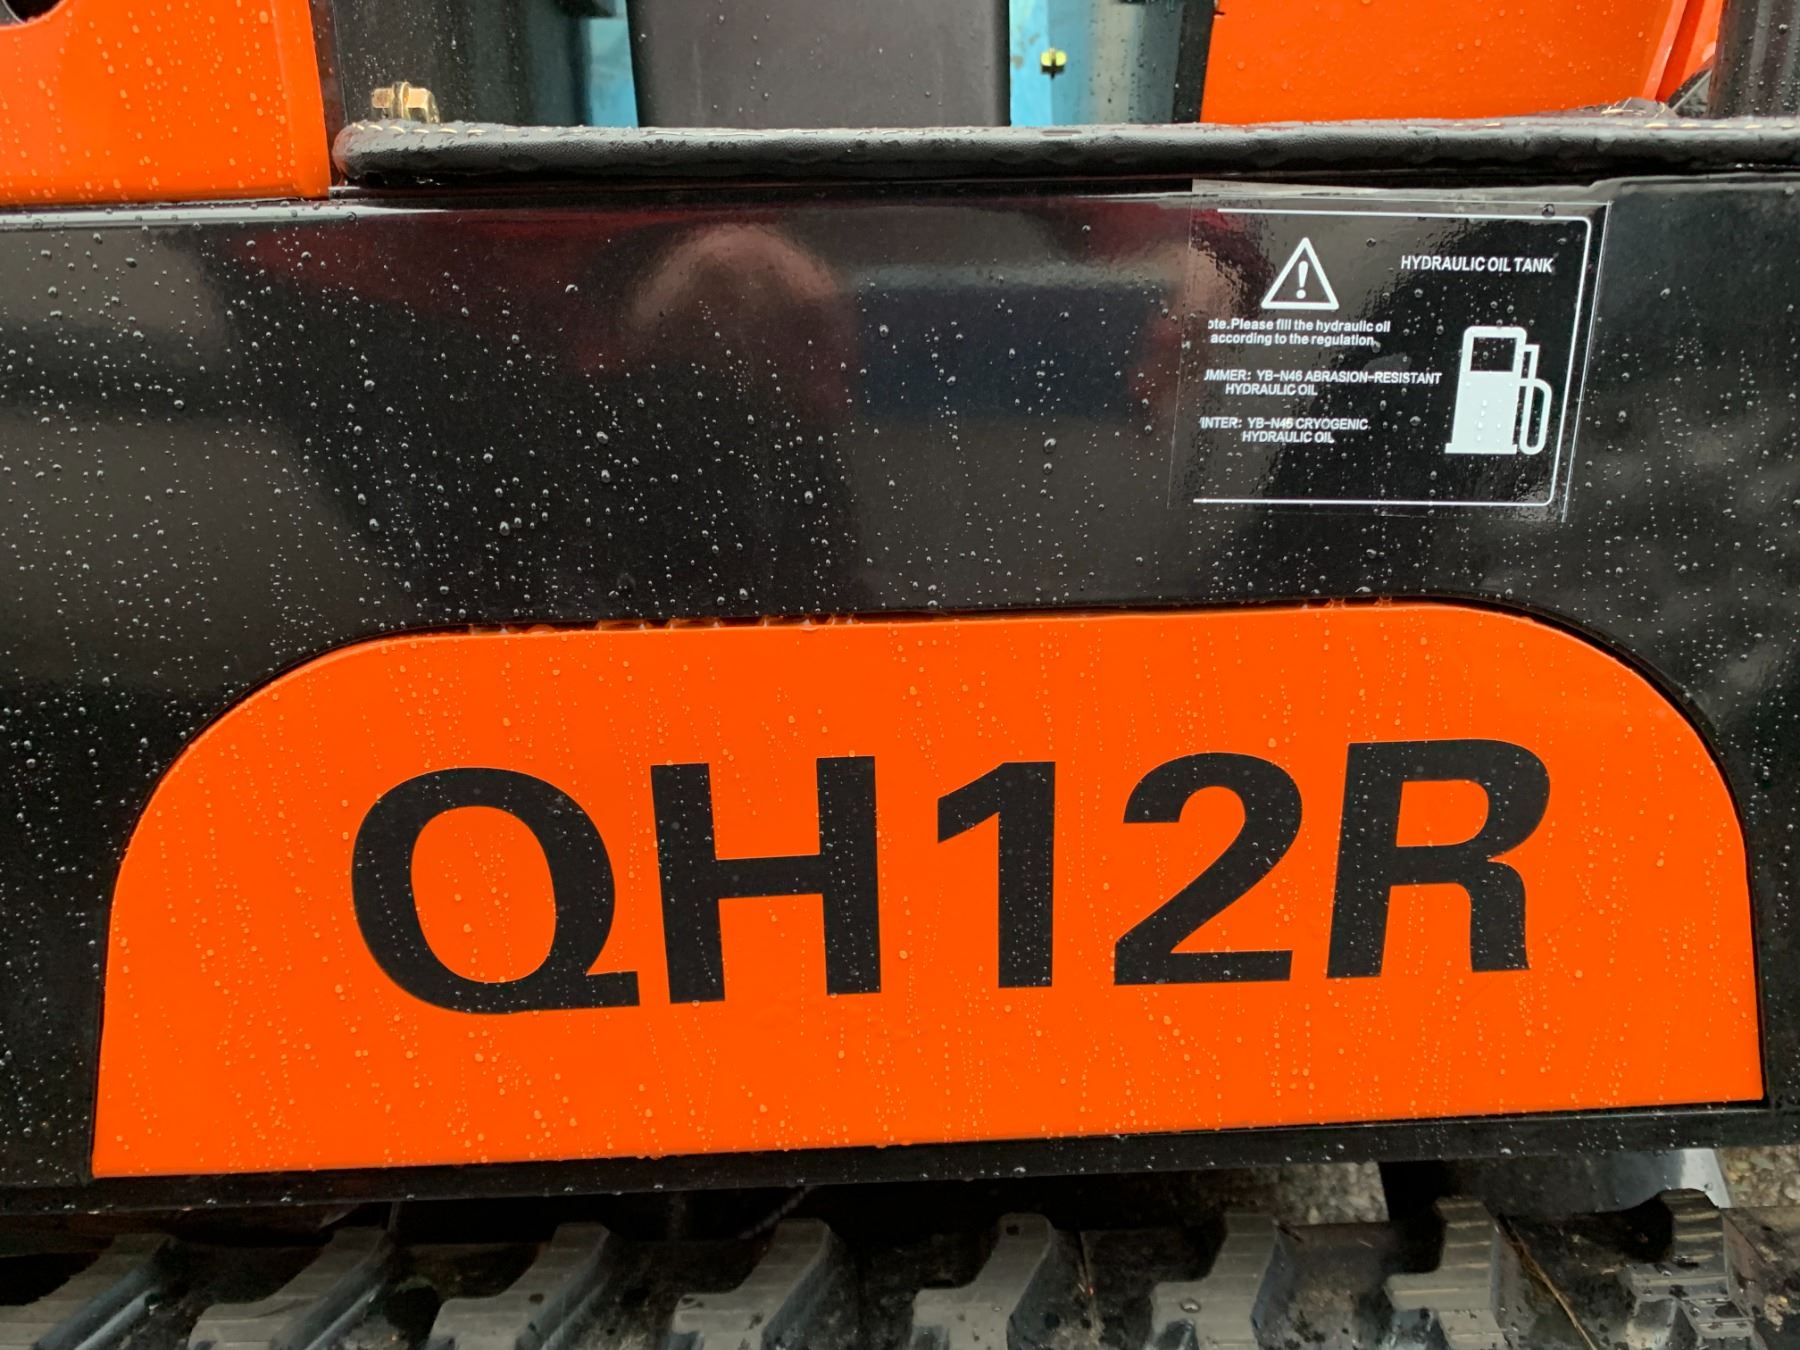 HYDRAULIC OIL TANK
ote.Please fill the hydraulic oil
according to the regulation.
UMMER: YB-N46 ABRASION-RESISTANT
HYDRAULIC OIL
INTER: YB-N46 CRYOGENIC
HYDRAULIC OIL
QH12R